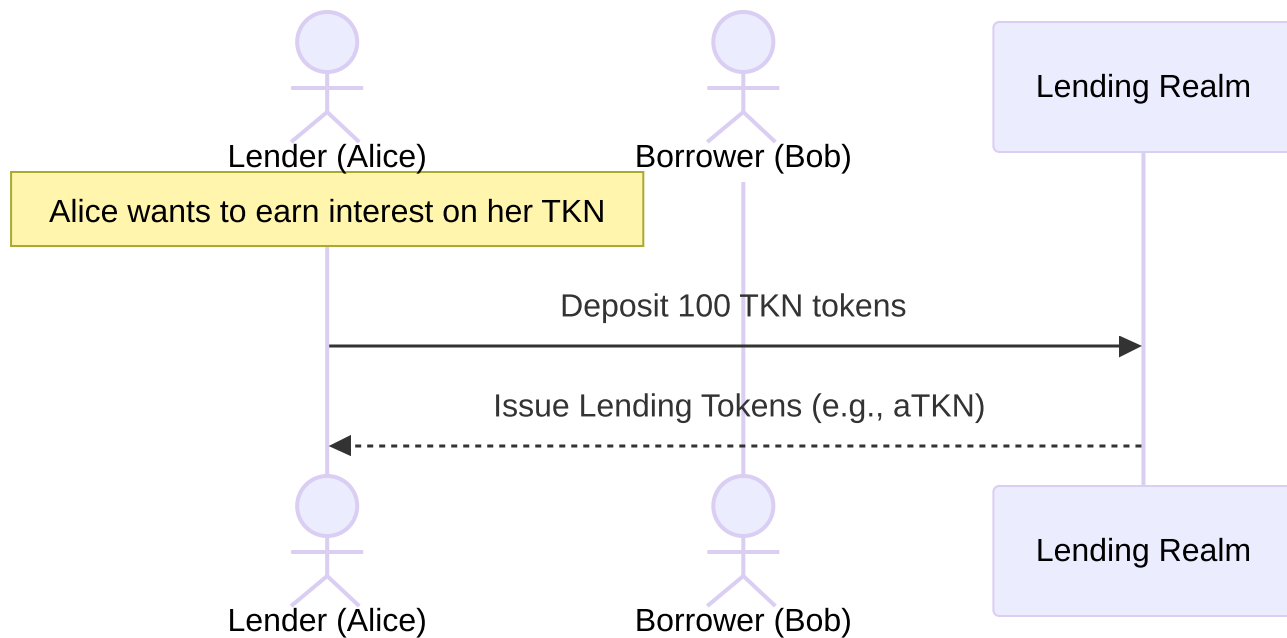 Lending Realm
Lender (Alice)
Borrower (Bob)
Alice wants to earn interest on her TKN
Deposit 100 TKN tokens
Issue Lending Tokens (e.g., aTKN)
Lending Realm
Lender (Alice)
Borrower (Bob)